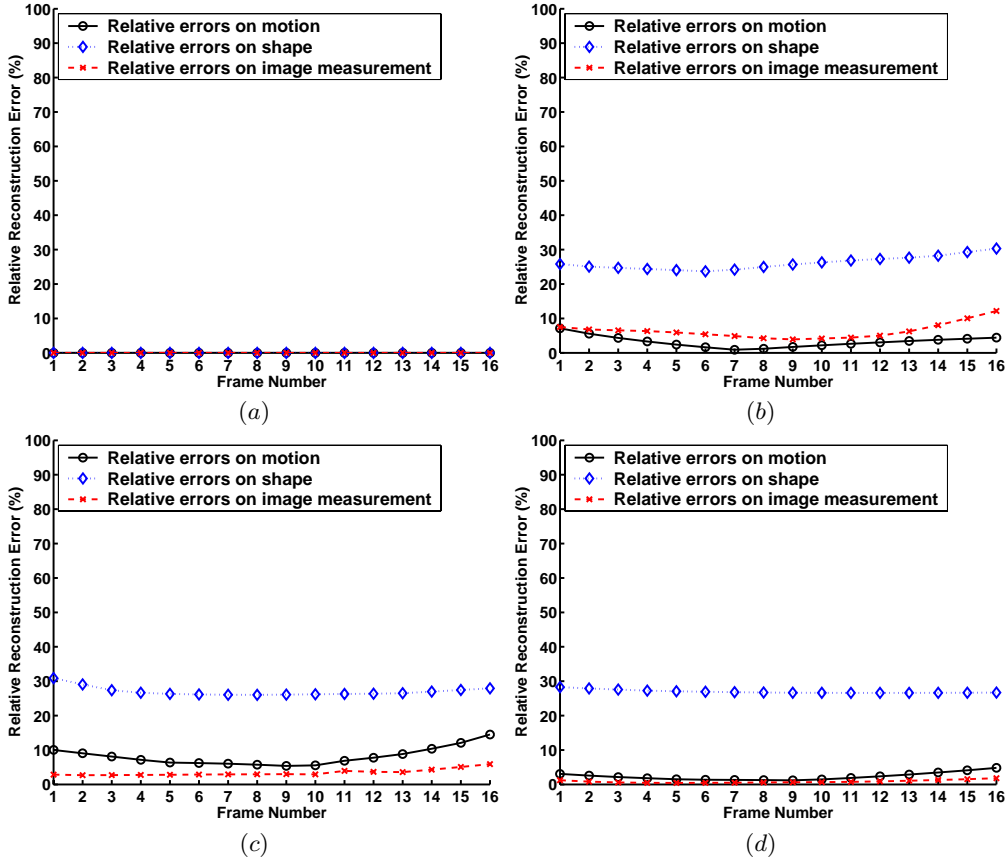 100
90
80
70
60
50
40
30
20
10
0
Relative Reconstruction Error (%)
Relative errors on motion
Relative errors on shape
Relative errors on image measurement
1 2 3 4 5 6 7 8 9 10 11 12 13 14 15 16
Frame Number
(a)
100
90
80
70
60
50
40
30
20
10
0
Relative Reconstruction Error (%)
Relative errors on motion
Relative errors on shape
Relative errors on image measurement
1 2 3 4 5 6 7 8 9 10 11 12 13 14 15 16
Frame Number
(b)
100
90
80
70
60
50
40
30
20
10
0
Relative Reconstruction Error (%)
Relative errors on motion
Relative errors on shape
Relative errors on image measurement
1 2 3 4 5 6 7 8 9 10 11 12 13 14 15 16
Frame Number
(c)
100
90
80
70
60
50
40
30
20
10
0
Relative Reconstruction Error (%)
Relative errors on motion
Relative errors on shape
Relative errors on image measurement
1 2 3 4 5 6 7 8 9 10 11 12 13 14 15 16
Frame Number
(d)